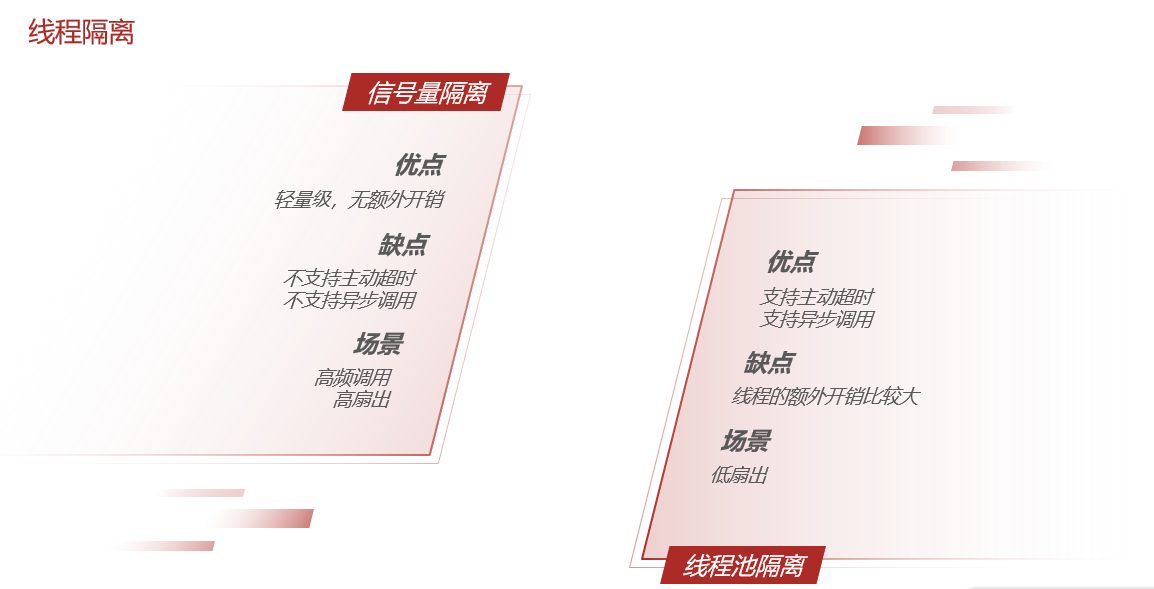 线程隔离
信号量隔离
优点
轻量级，无额外开销
缺点
不支持主动超时
不支持异步调用
场景
高频调用
高扇出
优点
支持主动超时
支持异步调用
缺点
线程的额外开销比较大
场景
低扇出
线程池隔离